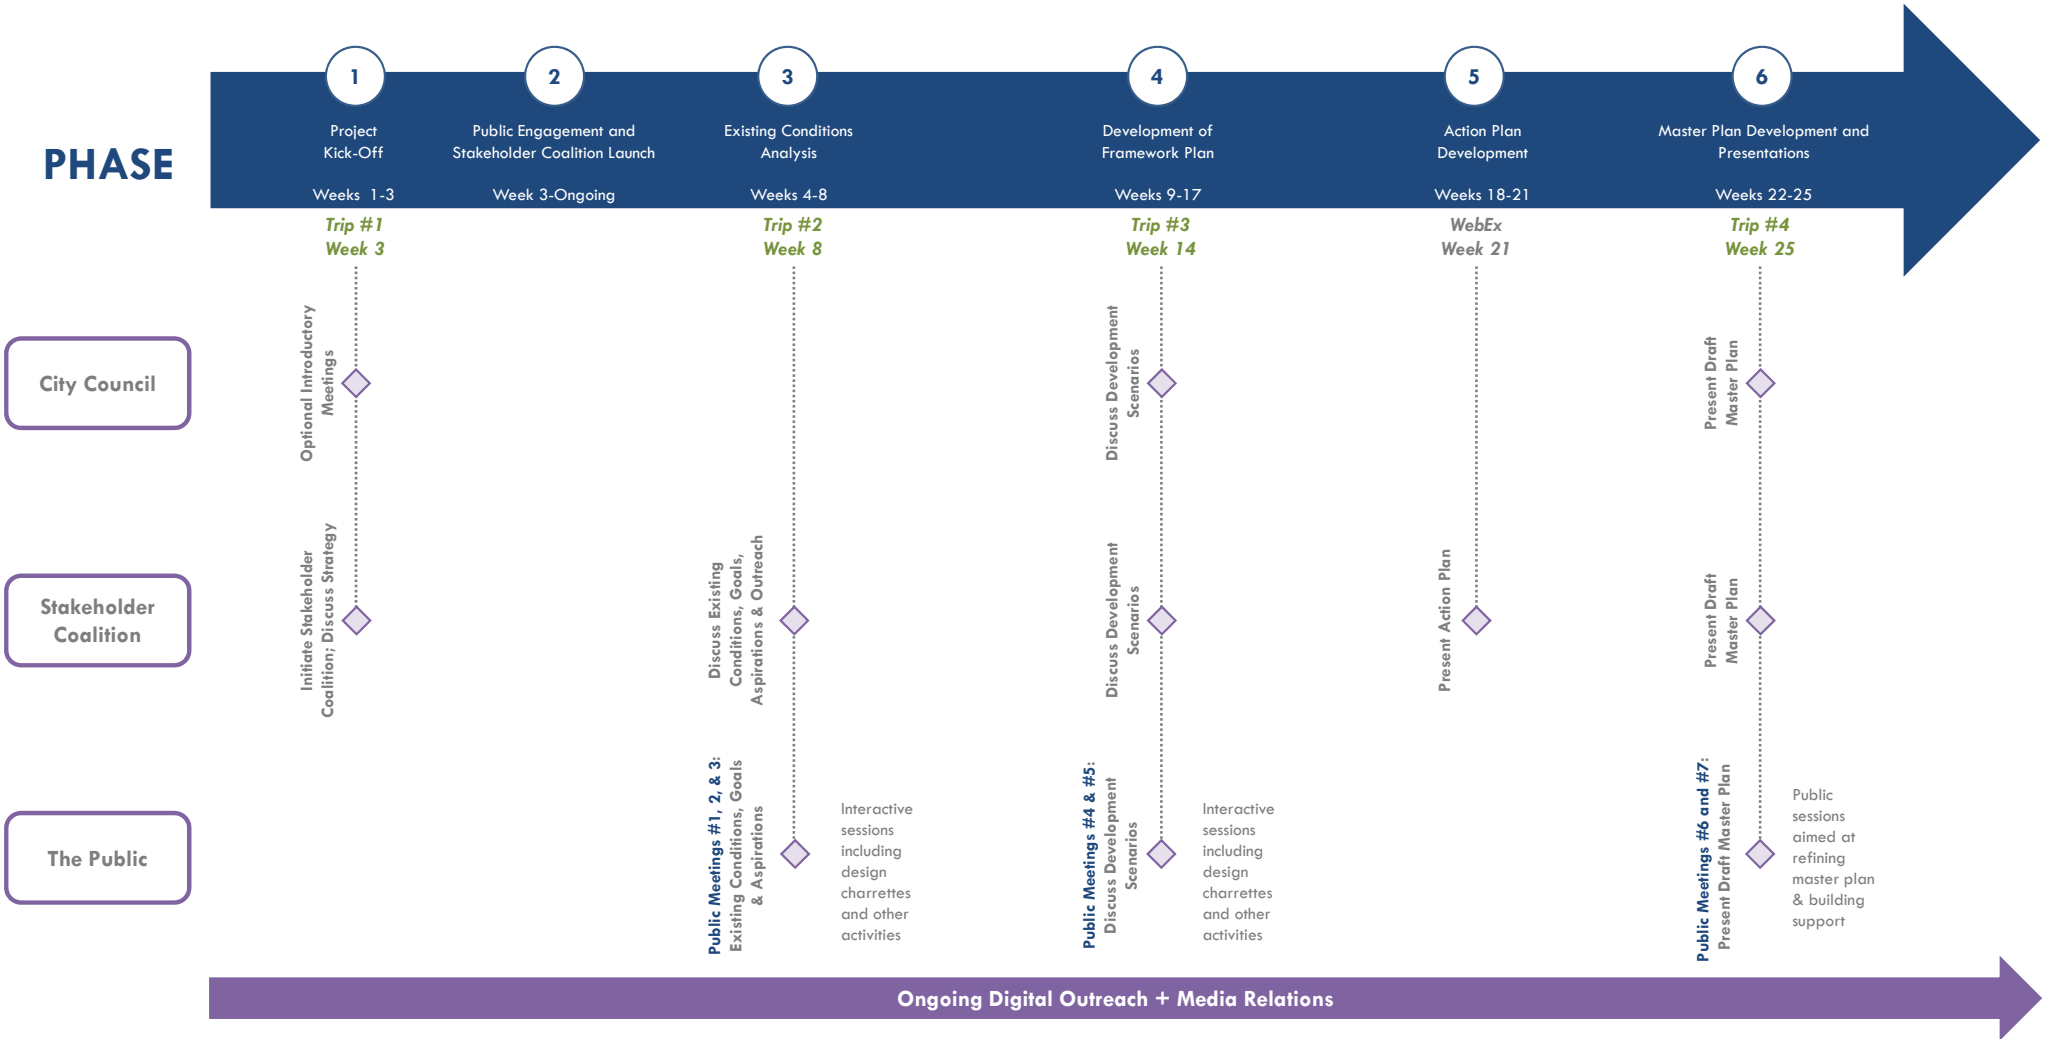 PHASE
1
Project
Kick-Off
Weeks 1-3
2
Public Engagement and
Stakeholder Coalition Launch
Week 3-Ongoing
3
Existing Conditions
Analysis
Weeks 4-8
4
Development of
Framework Plan
Weeks 9-17
5
Action Plan
Development
Weeks 18-21
6
Master Plan Development and
Presentations
Weeks 22-25
Trip #1
Week 3
Trip #2
Week 8
Trip #3
Week 14
WebEx
Week 21
Trip #4
Week 25
City Council
Optional Introductory
Meetings
Discuss Development
Scenarios
Present Draft
Master Plan
Stakeholder
Coalition
Initiate Stakeholder
Coalition; Discuss Strategy
Discuss Existing
Conditions, Goals,
Aspirations & Outreach
Discuss Development
Scenarios
Present Action Plan
Present Draft
Master Plan
The Public
Public Meetings #1, 2, & 3:
Existing Conditions, Goals
& Aspirations
Interactive
sessions
including
design
charrettes
and other
activities
Public Meetings #4 & #5:
Discuss Development
Scenarios
Interactive
sessions
including
design
charrettes
and other
activities
Public Meetings #6 and #7:
Present Draft Master Plan
Public
sessions
aimed at
refining
master plan
& building
support
Ongoing Digital Outreach + Media Relations